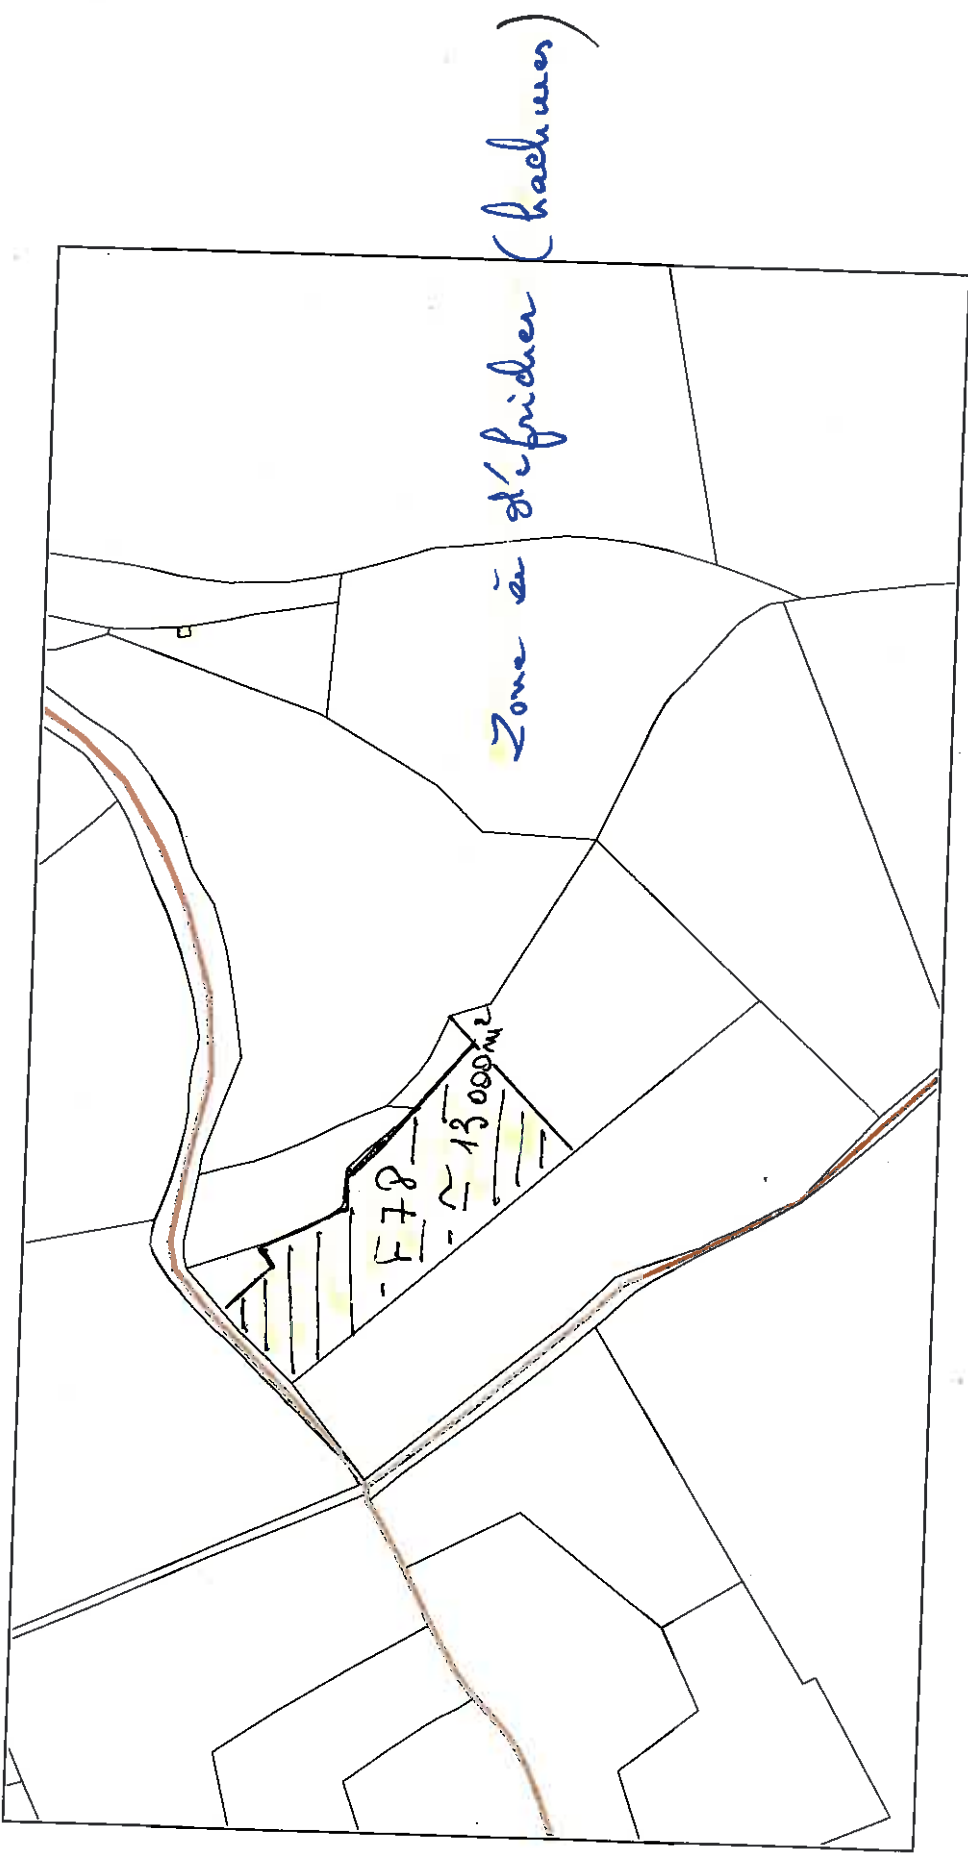 Zone à défricher (hachures)
F 78
≃ 13 000 m²